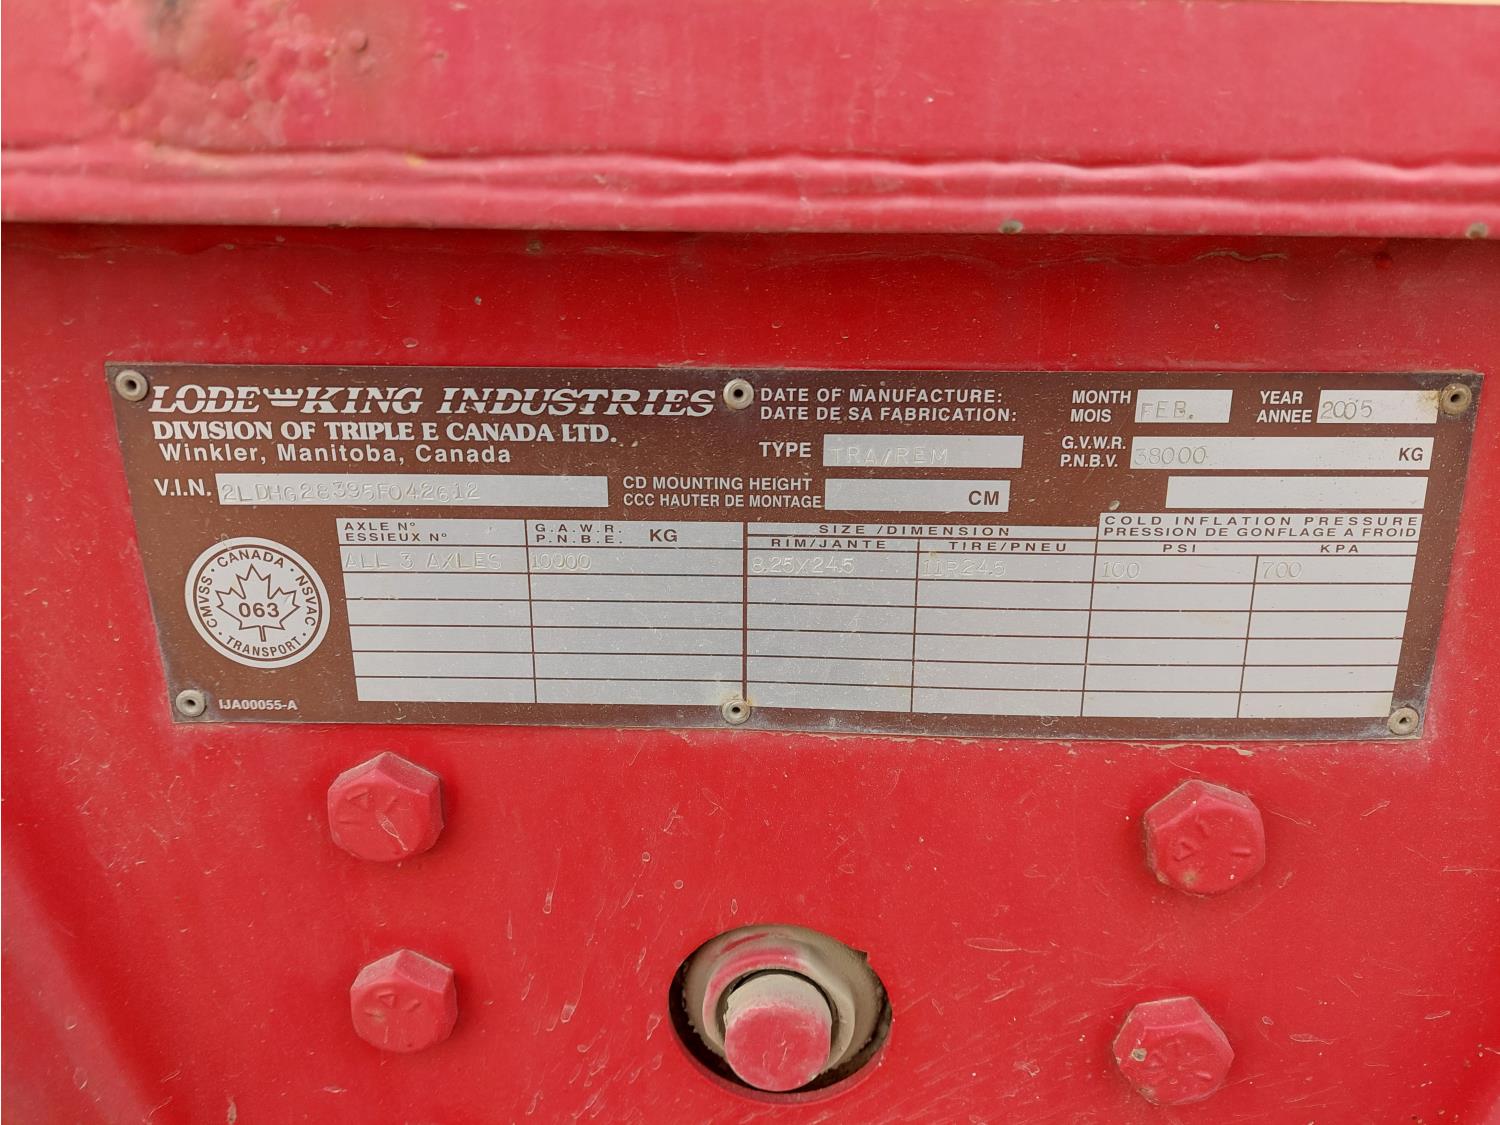 LODE KING INDUSTRIES
DIVISION OF TRIPLE E CANADA LTD.
Winkler, Manitoba, Canada
DATE OF MANUFACTURE:
DATE DE SA FABRICATION:
MONTH
MOIS
FEB.
YEAR
ANNEE
2005
TYPE
TRA/REM
G.V.W.R.
P.N.B.V.
38000
KG
V.I.N.
2LDHG28395F042612
CD MOUNTING HEIGHT
CCC HAUTER DE MONTAGE
CM
AXLE Nº
ESSIEUX Nº
G.A.W.R.
P.N.B.E.
KG
SIZE /DIMENSION
RIM/JANTE
TIRE/PNEU
COLD INFLATION PRESSURE
PRESSION DE GONFLAGE A FROID
PSI
KPA
ALL 3 AXLES
10000
8.25X24.5
11R24.5
100
700
CANADA
CMVSS
NSVAC
063
TRANSPORT
IJA00055-A